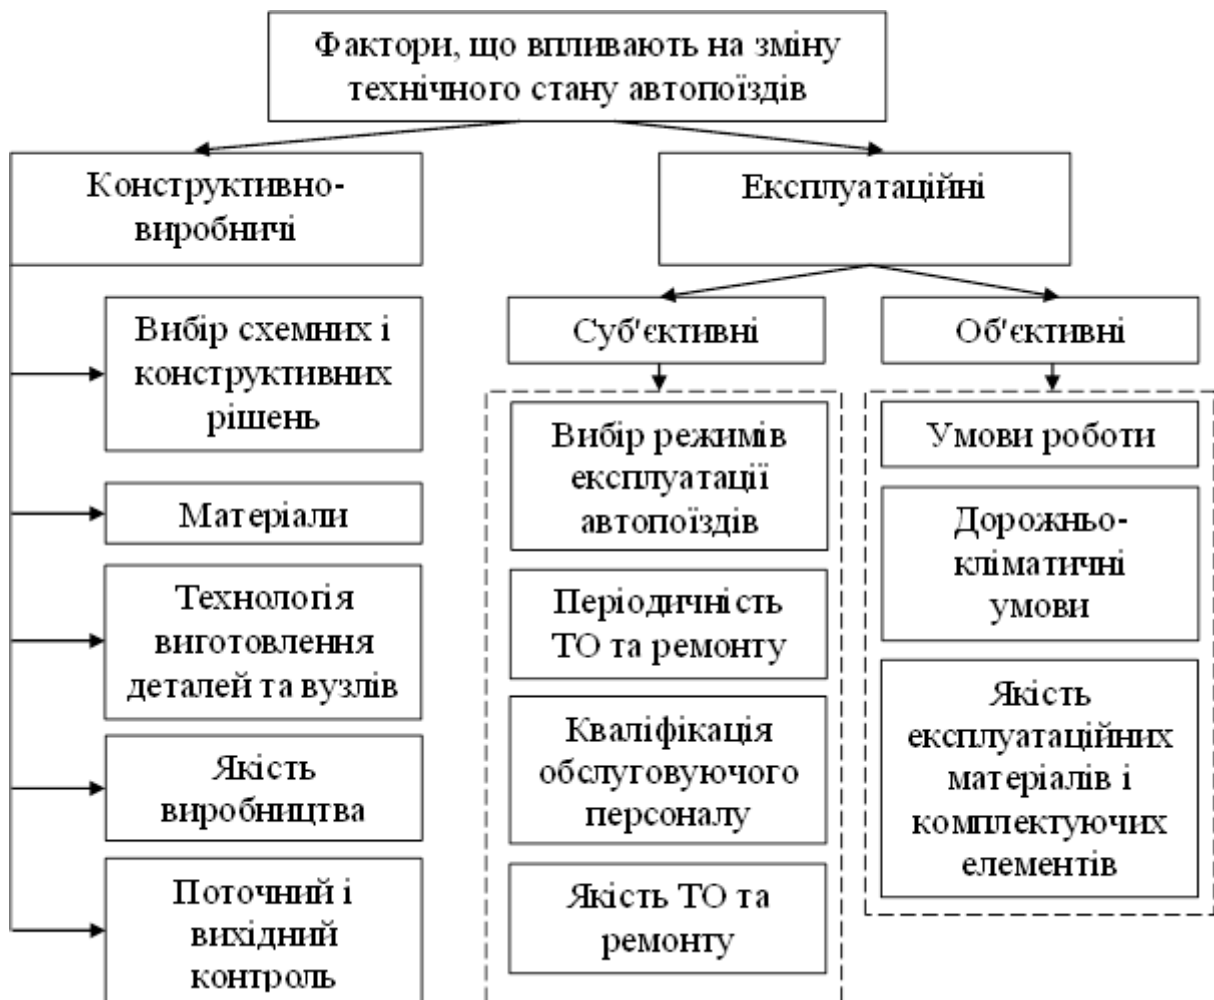 Фактори, що впливають на зміну
технічного стану автопоїздів
Конструктивно-
виробничі
Експлуатаційні
Вибір схемних і
конструктивних
рішень
Матеріали
Технологія
виготовлення
деталей та вузлів
Якість
виробництва
Поточний і
вихідний
контроль
Суб'єктивні
Вибір режимів
експлуатації
автопоїздів
Періодичність
ТО та ремонту
Кваліфікація
обслуговуючого
персоналу
Якість ТО та
ремонту
Об'єктивні
Умови роботи
Дорожньо-
кліматичні
умови
Якість
експлуатаційних
матеріалів і
комплектуючих
елементів